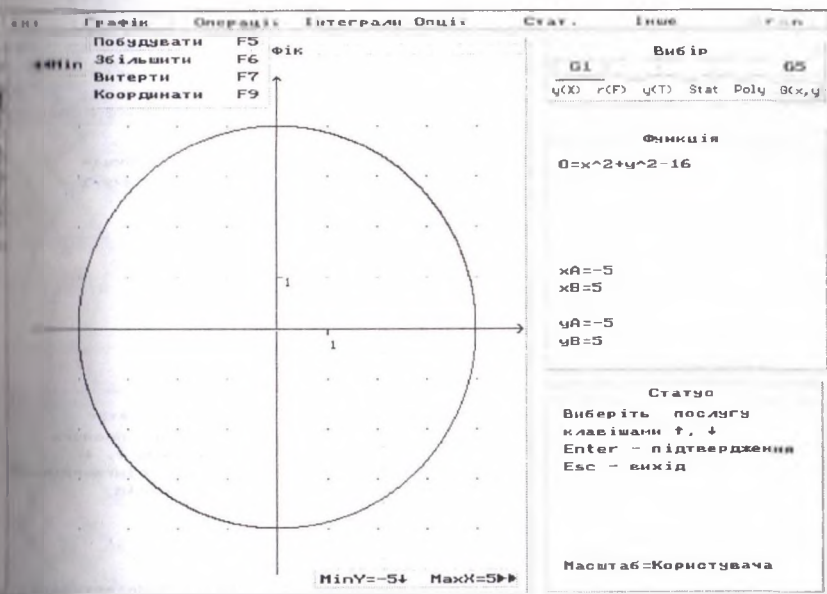 Графік Операції Інтеграли Опції Стат. Інше
Побудувати F5
Збільшити F6
Витерти F7
Координати F9
фік
1
1
MinY=-5↓ MaxX=5▶▶
Вибір
G1 G5
y(X) r(F) y(T) Stat Poly G(x,y
Функція
0=x^2+y^2-16
xA=-5
xB=5
yA=-5
yB=5
Статус
Виберіть послугу
клавішами ↑, ↓
Enter - підтвердження
Esc - вихід
Масштаб=Користувача